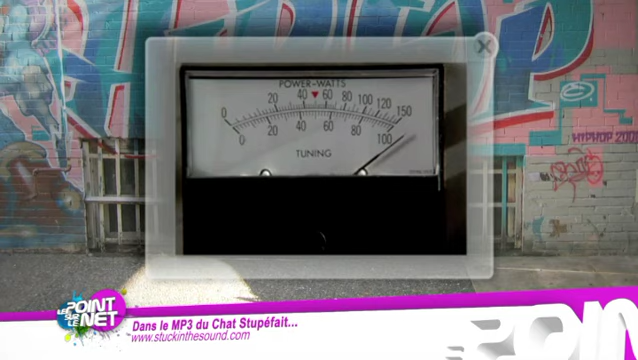 POWER-WATTS
0 20 40 60 80 100 120 150
0 20 40 60 80 100
TUNING
HIPHOP
LE POINT
SUR
LE NET
Dans le MP3 du Chat Stupéfait...
www.stuckinthesound.com
POIN